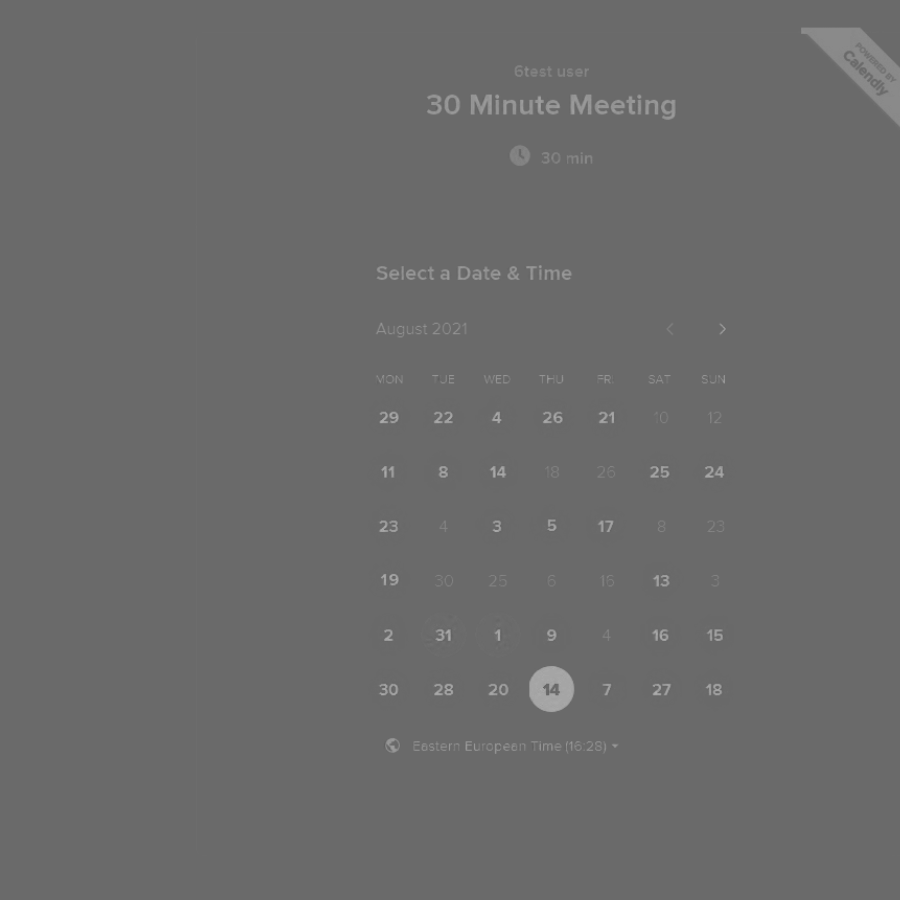 POWERED BY
Calendly
6test user
30 Minute Meeting
30 min
Select a Date & Time
August 2021
MON TUE WED THU FRI SAT SUN
29 22 4 26 21 10 12
11 8 14 18 26 25 24
23 4 3 5 17 8 23
19 30 25 6 16 13 3
2 31 1 9 4 16 15
30 28 20 14 7 27 18
Eastern European Time (16:28)